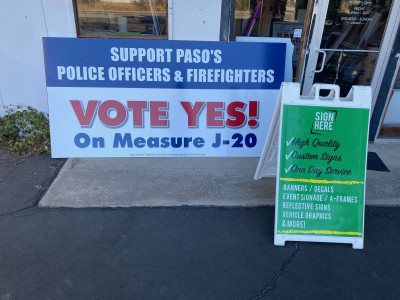 SUPPORT PASO'S
POLICE OFFICERS & FIREFIGHTERS
VOTE YES!
On Measure J-20
SIGN
HERE
High Quality
Custom Signs
One Day Service
BANNERS / DECALS
EVENT SIGNAGE / A-FRAMES
REFLECTIVE SIGNS
VEHICLE GRAPHICS
& MORE!